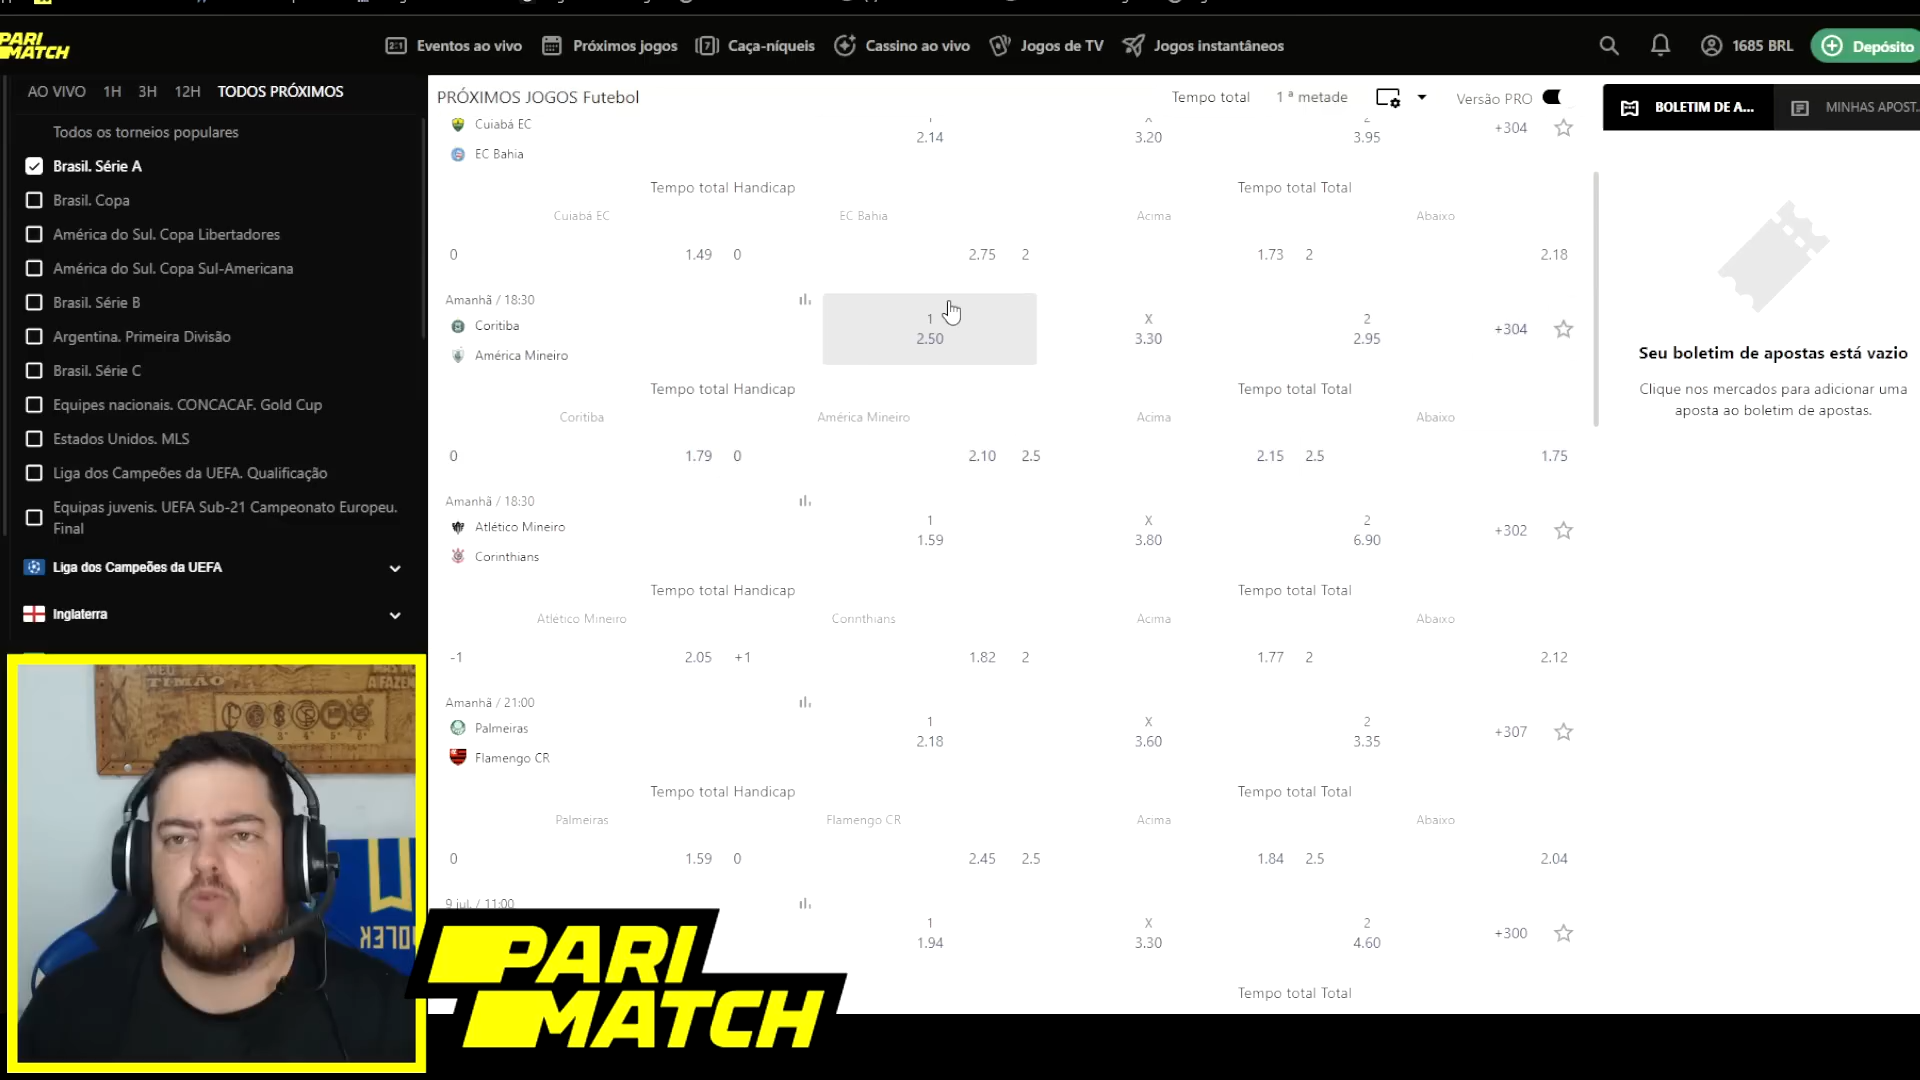 PARI
MATCH
Eventos ao vivo
Próximos jogos
Caça-níqueis
Cassino ao vivo
Jogos de TV
Jogos instantâneos
1685 BRL
Depósito
AO VIVO 1H 3H 12H TODOS PRÓXIMOS
Todos os torneios populares
Brasil. Série A
Brasil. Copa
América do Sul. Copa Libertadores
América do Sul. Copa Sul-Americana
Brasil. Série B
Argentina. Primeira Divisão
Brasil. Série C
Equipes nacionais. CONCACAF. Gold Cup
Estados Unidos. MLS
Liga dos Campeões da UEFA. Qualificação
Equipas juvenis. UEFA Sub-21 Campeonato Europeu.
Final
Liga dos Campeões da UEFA
Inglaterra
PRÓXIMOS JOGOS Futebol
Tempo total 1 ª metade Versão PRO
Cuiabá EC
EC Bahia
1 X 2
2.14 3.20 3.95 +304
Tempo total Handicap Tempo total Total
Cuiabá EC EC Bahia Acima Abaixo
0 1.49 0 2.75 2 1.73 2 2.18
Amanhã / 18:30
Coritiba
América Mineiro
1 X 2
2.50 3.30 2.95 +304
Tempo total Handicap Tempo total Total
Coritiba América Mineiro Acima Abaixo
0 1.79 0 2.10 2.5 2.15 2.5 1.75
Amanhã / 18:30
Atlético Mineiro
Corinthians
1 X 2
1.59 3.80 6.90 +302
Tempo total Handicap Tempo total Total
Atlético Mineiro Corinthians Acima Abaixo
-1 2.05 +1 1.82 2 1.77 2 2.12
Amanhã / 21:00
Palmeiras
Flamengo CR
1 X 2
2.18 3.60 3.35 +307
Tempo total Handicap Tempo total Total
Palmeiras Flamengo CR Acima Abaixo
0 1.59 0 2.45 2.5 1.84 2.5 2.04
9 jul. / 11:00
1 X 2
1.94 3.30 4.60 +300
Tempo total Total
BOLETIM DE A...
MINHAS APOST...
Seu boletim de apostas está vazio
Clique nos mercados para adicionar uma
aposta ao boletim de apostas.
TIMÃO
PARI
MATCH